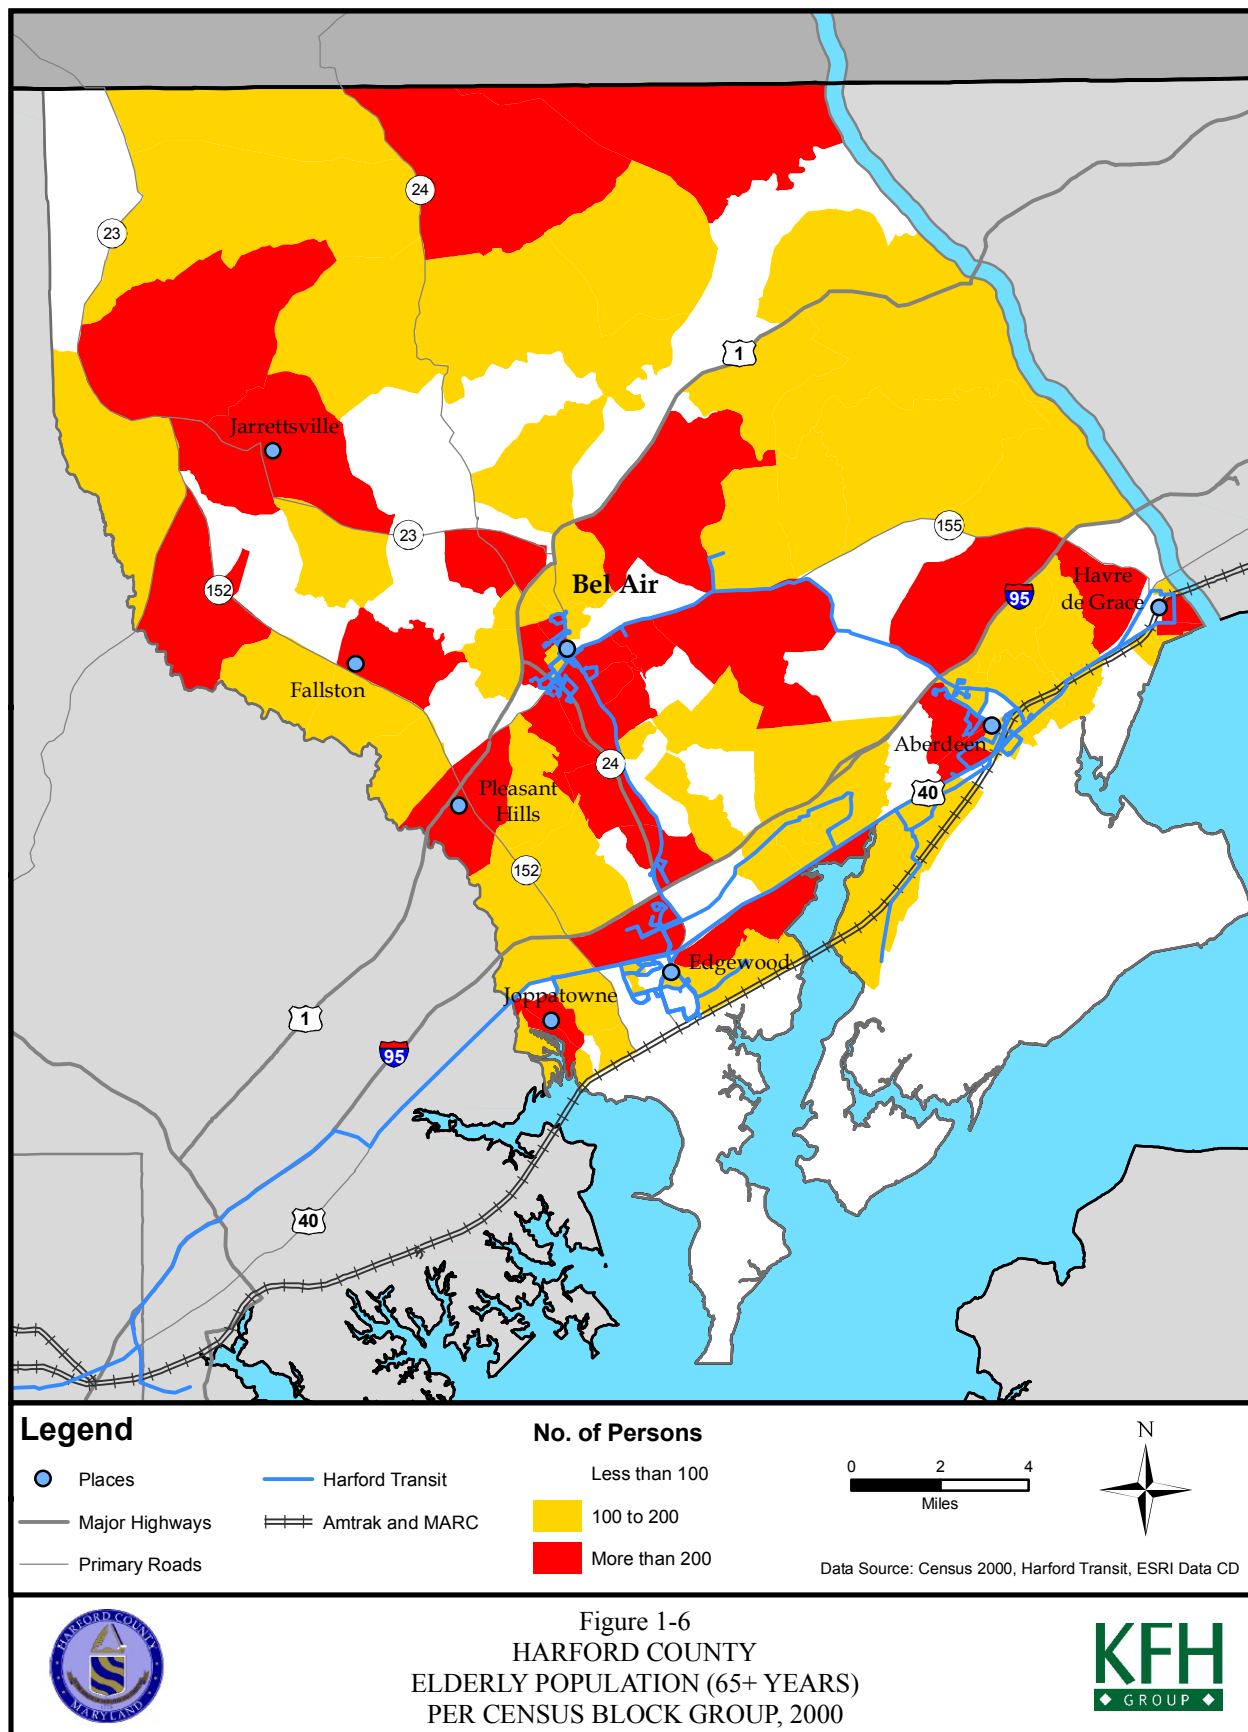 24
23
1
Jarrettsville
23
155
152
Bel Air
95
Havre
de Grace
Fallston
Aberdeen
24
Pleasant
Hills
40
152
Edgewood
Joppatowne
1
95
40
Legend
Places
Major Highways
Primary Roads
Harford Transit
Amtrak and MARC
No. of Persons
Less than 100
100 to 200
More than 200
0 2 4
Miles
N
Data Source: Census 2000, Harford Transit, ESRI Data CD
HARFORD COUNTY
MARYLAND
Figure 1-6
HARFORD COUNTY
ELDERLY POPULATION (65+ YEARS)
PER CENSUS BLOCK GROUP, 2000
KFH
GROUP